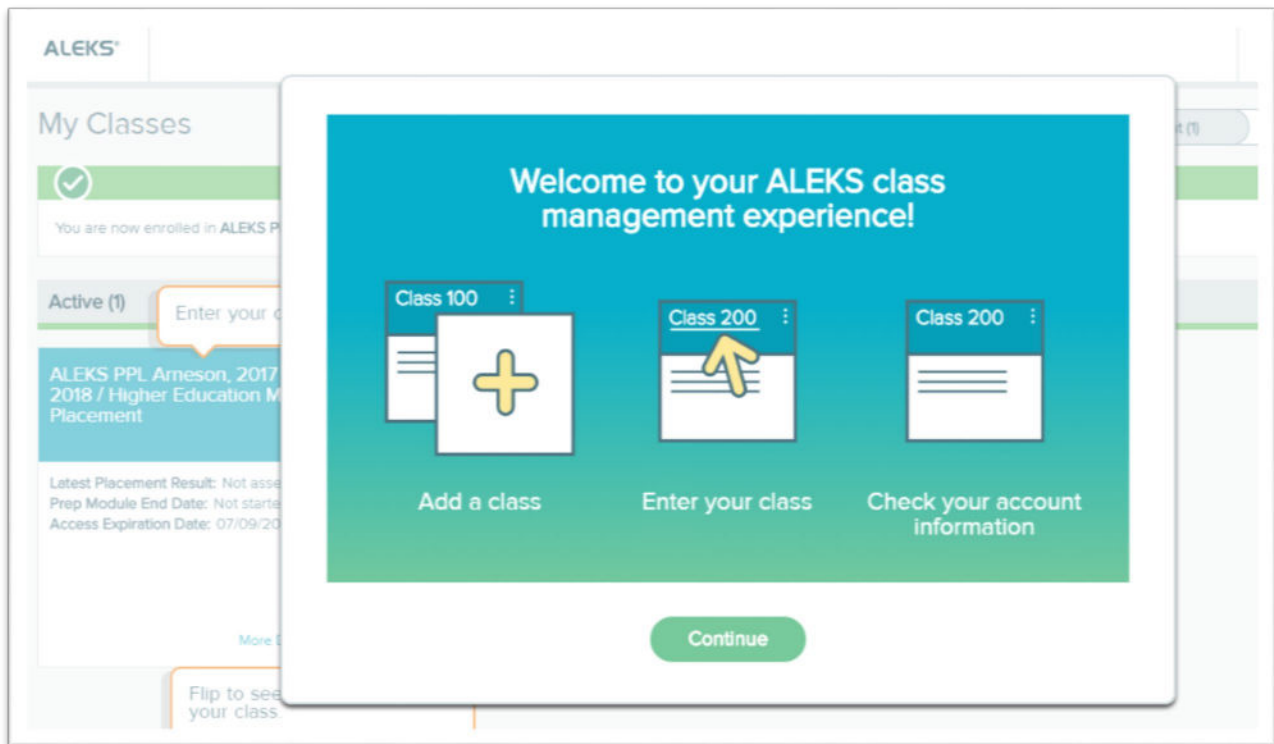 ALEKS®
My Classes
t (1)
You are now enrolled in ALEKS P
Active (1)
Enter your c
ALEKS PPL Arneson, 2017
2018 / Higher Education M
Placement
Latest Placement Result: Not asse
Prep Module End Date: Not starte
Access Expiration Date: 07/09/20
More D
Flip to see
your class.
Welcome to your ALEKS class
management experience!
Class 100
Class 200
Class 200
Add a class
Enter your class
Check your account
information
Continue